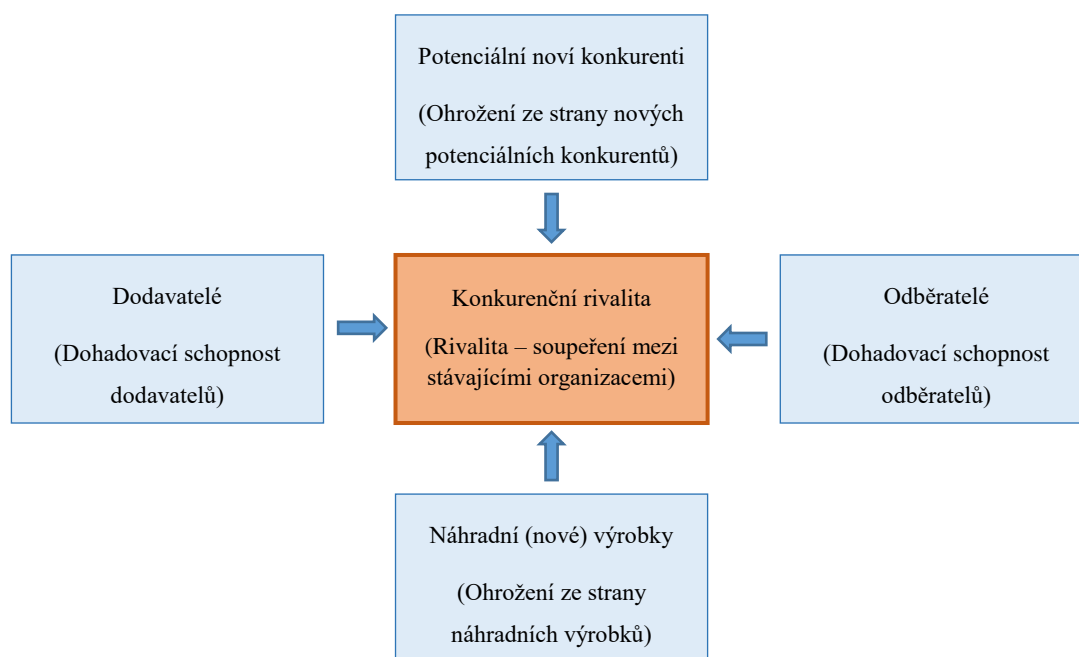 Potenciální noví konkurenti
(Ohrožení ze strany nových
potenciálních konkurentů)
Dodavatelé
(Dohadovací schopnost
dodavatelů)
Konkurenční rivalita
(Rivalita – soupeření mezi
stávajícími organizacemi)
Odběratelé
(Dohadovací schopnost
odběratelů)
Náhradní (nové) výrobky
(Ohrožení ze strany
náhradních výrobků)